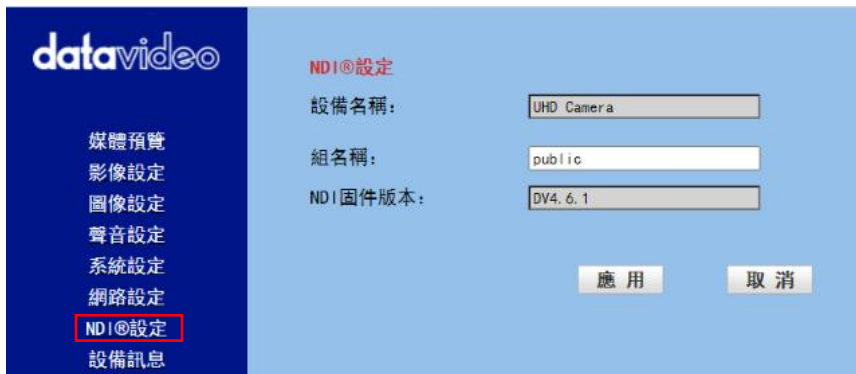 datavideo
媒體預覽
影像設定
圖像設定
聲音設定
系統設定
網路設定
NDI®設定
設備訊息
NDI®設定
設備名稱： UHD Camera
組名稱： public
NDI固件版本： DV4.6.1
應 用 取 消